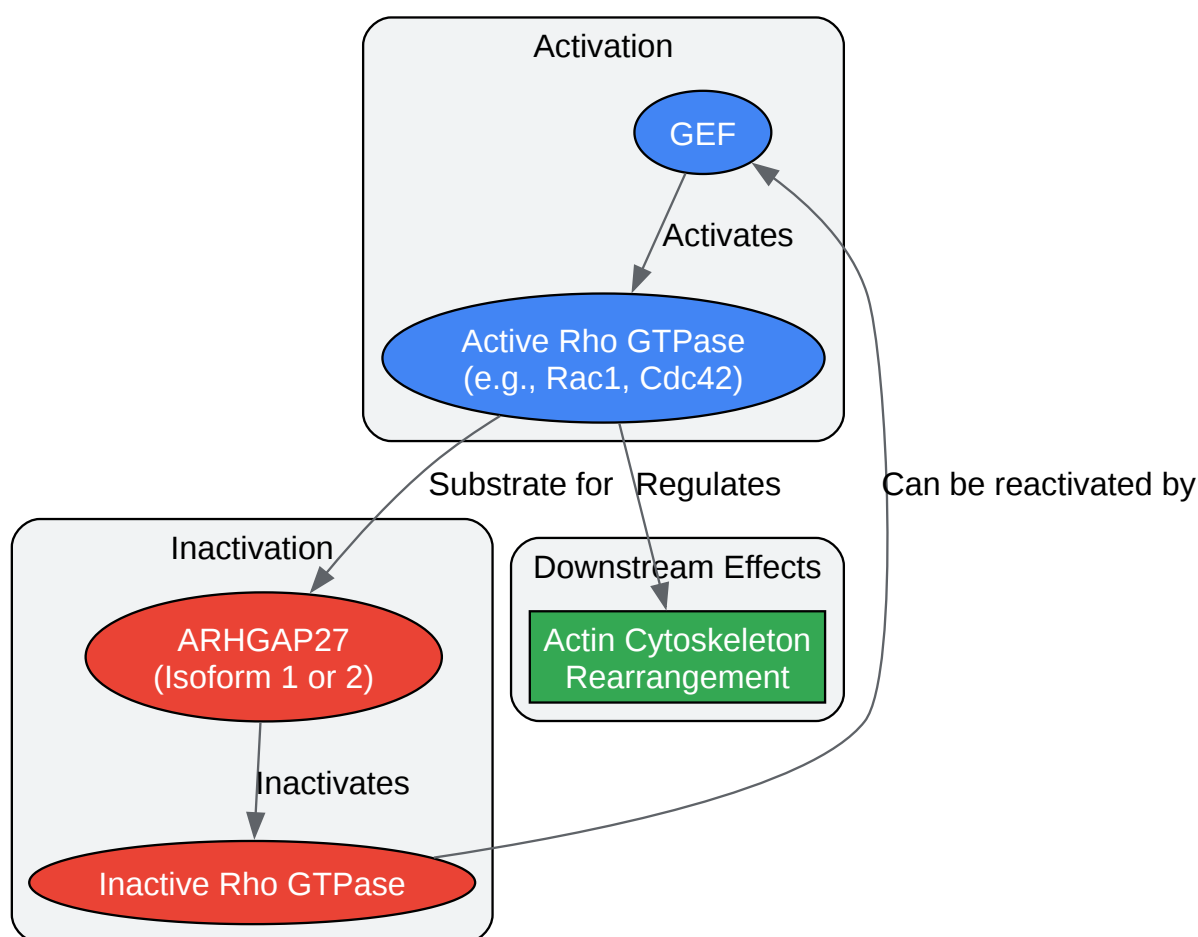 Activation
GEF
Activates
Active Rho GTPase
(e.g., Rac1, Cdc42)
Substrate for
Regulates
Can be reactivated by
Inactivation
Downstream Effects
ARHGAP27
(Isoform 1 or 2)
Actin Cytoskeleton
Rearrangement
Inactivates
Inactive Rho GTPase